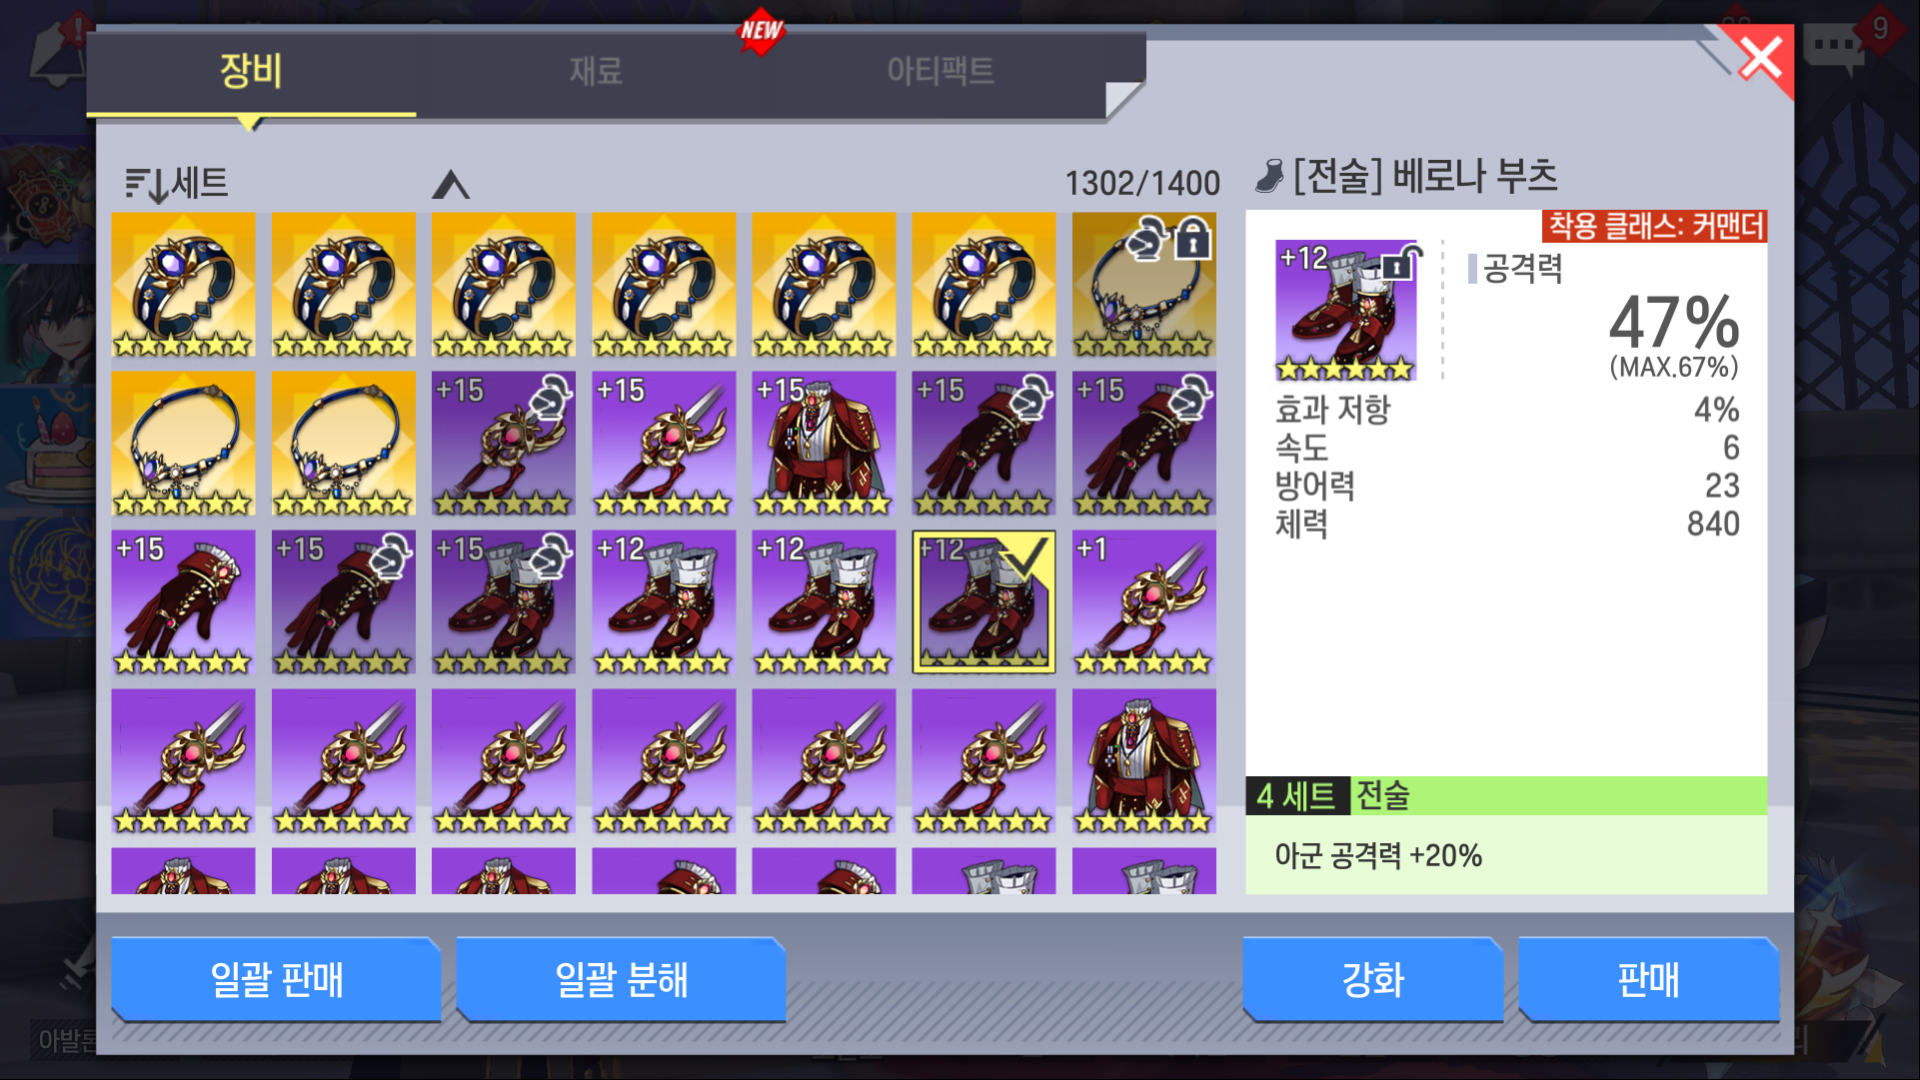 장비
재료
NEW
아티팩트
9
세트
1302/1400
[전술] 베로나 부츠
착용 클래스: 커맨더
+12
공격력
47%
(MAX.67%)
효과 저항 4%
속도 6
방어력 23
체력 840
+15 +15 +15 +15 +15
+15 +15 +15 +12 +12 +12 +1
4 세트 전술
아군 공격력 +20%
일괄 판매
일괄 분해
강화
판매
아발론